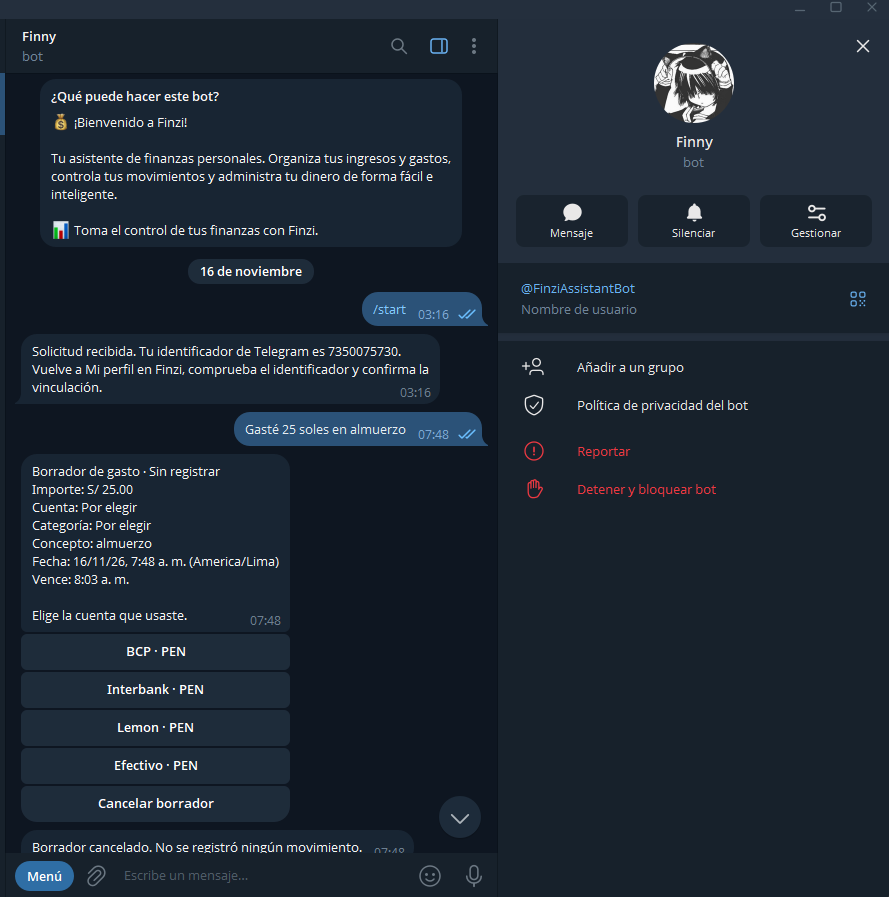 Finny
bot
¿Qué puede hacer este bot?
💰 ¡Bienvenido a Finzi!
Tu asistente de finanzas personales. Organiza tus ingresos y gastos,
controla tus movimientos y administra tu dinero de forma fácil e
inteligente.
📊 Toma el control de tus finanzas con Finzi.
16 de noviembre
/start 03:16
Solicitud recibida. Tu identificador de Telegram es 7350075730.
Vuelve a Mi perfil en Finzi, comprueba el identificador y confirma la
vinculación.
03:16
Gasté 25 soles en almuerzo 07:48
Borrador de gasto · Sin registrar
Importe: S/ 25.00
Cuenta: Por elegir
Categoría: Por elegir
Concepto: almuerzo
Fecha: 16/11/26, 7:48 a. m. (America/Lima)
Vence: 8:03 a. m.
Elige la cuenta que usaste.
07:48
BCP · PEN
Interbank · PEN
Lemon · PEN
Efectivo · PEN
Cancelar borrador
Borrador cancelado. No se registró ningún movimiento. 07:48
Menú
Escribe un mensaje...
Finny
bot
Mensaje
Silenciar
Gestionar
@FinziAssistantBot
Nombre de usuario
Añadir a un grupo
Política de privacidad del bot
Reportar
Detener y bloquear bot